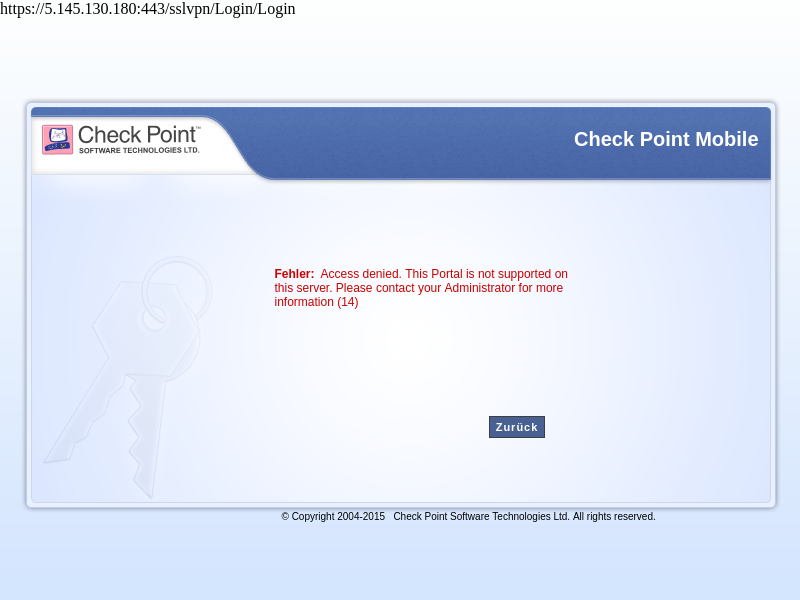 https://5.145.130.180:443/sslvpn/Login/Login
Check Point™
SOFTWARE TECHNOLOGIES LTD.
Check Point Mobile
Fehler: Access denied. This Portal is not supported on
this server. Please contact your Administrator for more
information (14)
Zurück
© Copyright 2004-2015 Check Point Software Technologies Ltd. All rights reserved.